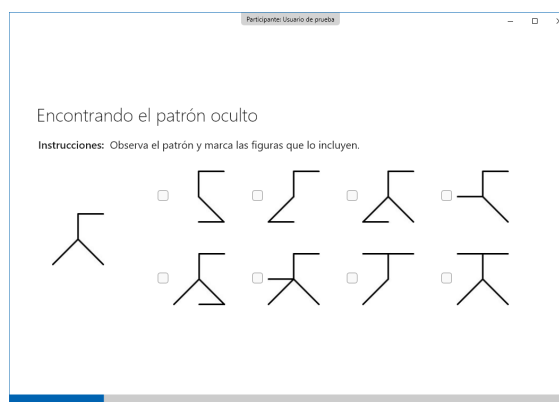 Participante: Usuario de prueba
Encontrando el patrón oculto
Instrucciones: Observa el patrón y marca las figuras que lo incluyen.